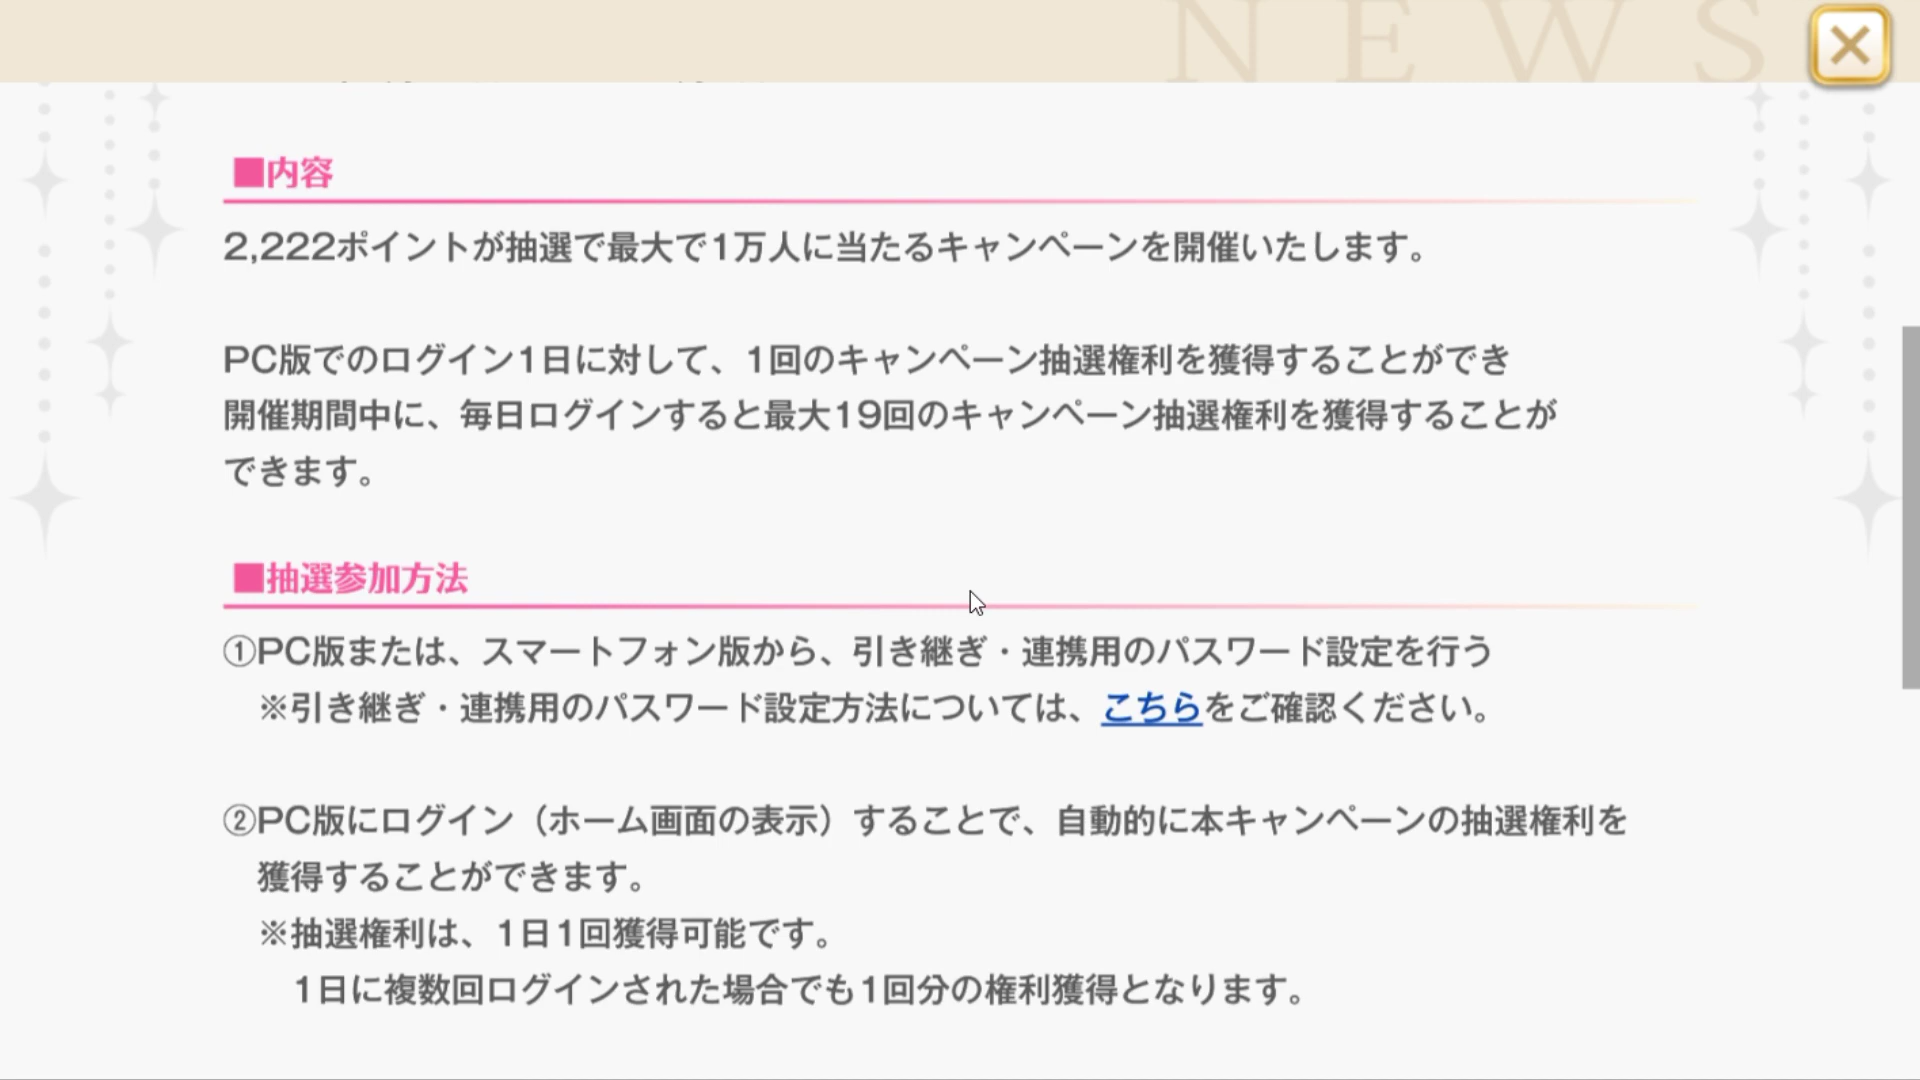 NEWS
■内容
2,222ポイントが抽選で最大で1万人に当たるキャンペーンを開催いたします。
PC版でのログイン1日に対して、1回のキャンペーン抽選権利を獲得することができ
開催期間中に、毎日ログインすると最大19回のキャンペーン抽選権利を獲得することが
できます。
■抽選参加方法
①PC版または、スマートフォン版から、引き継ぎ・連携用のパスワード設定を行う
※引き継ぎ・連携用のパスワード設定方法については、こちらをご確認ください。
②PC版にログイン（ホーム画面の表示）することで、自動的に本キャンペーンの抽選権利を
獲得することができます。
※抽選権利は、1日1回獲得可能です。
1日に複数回ログインされた場合でも1回分の権利獲得となります。